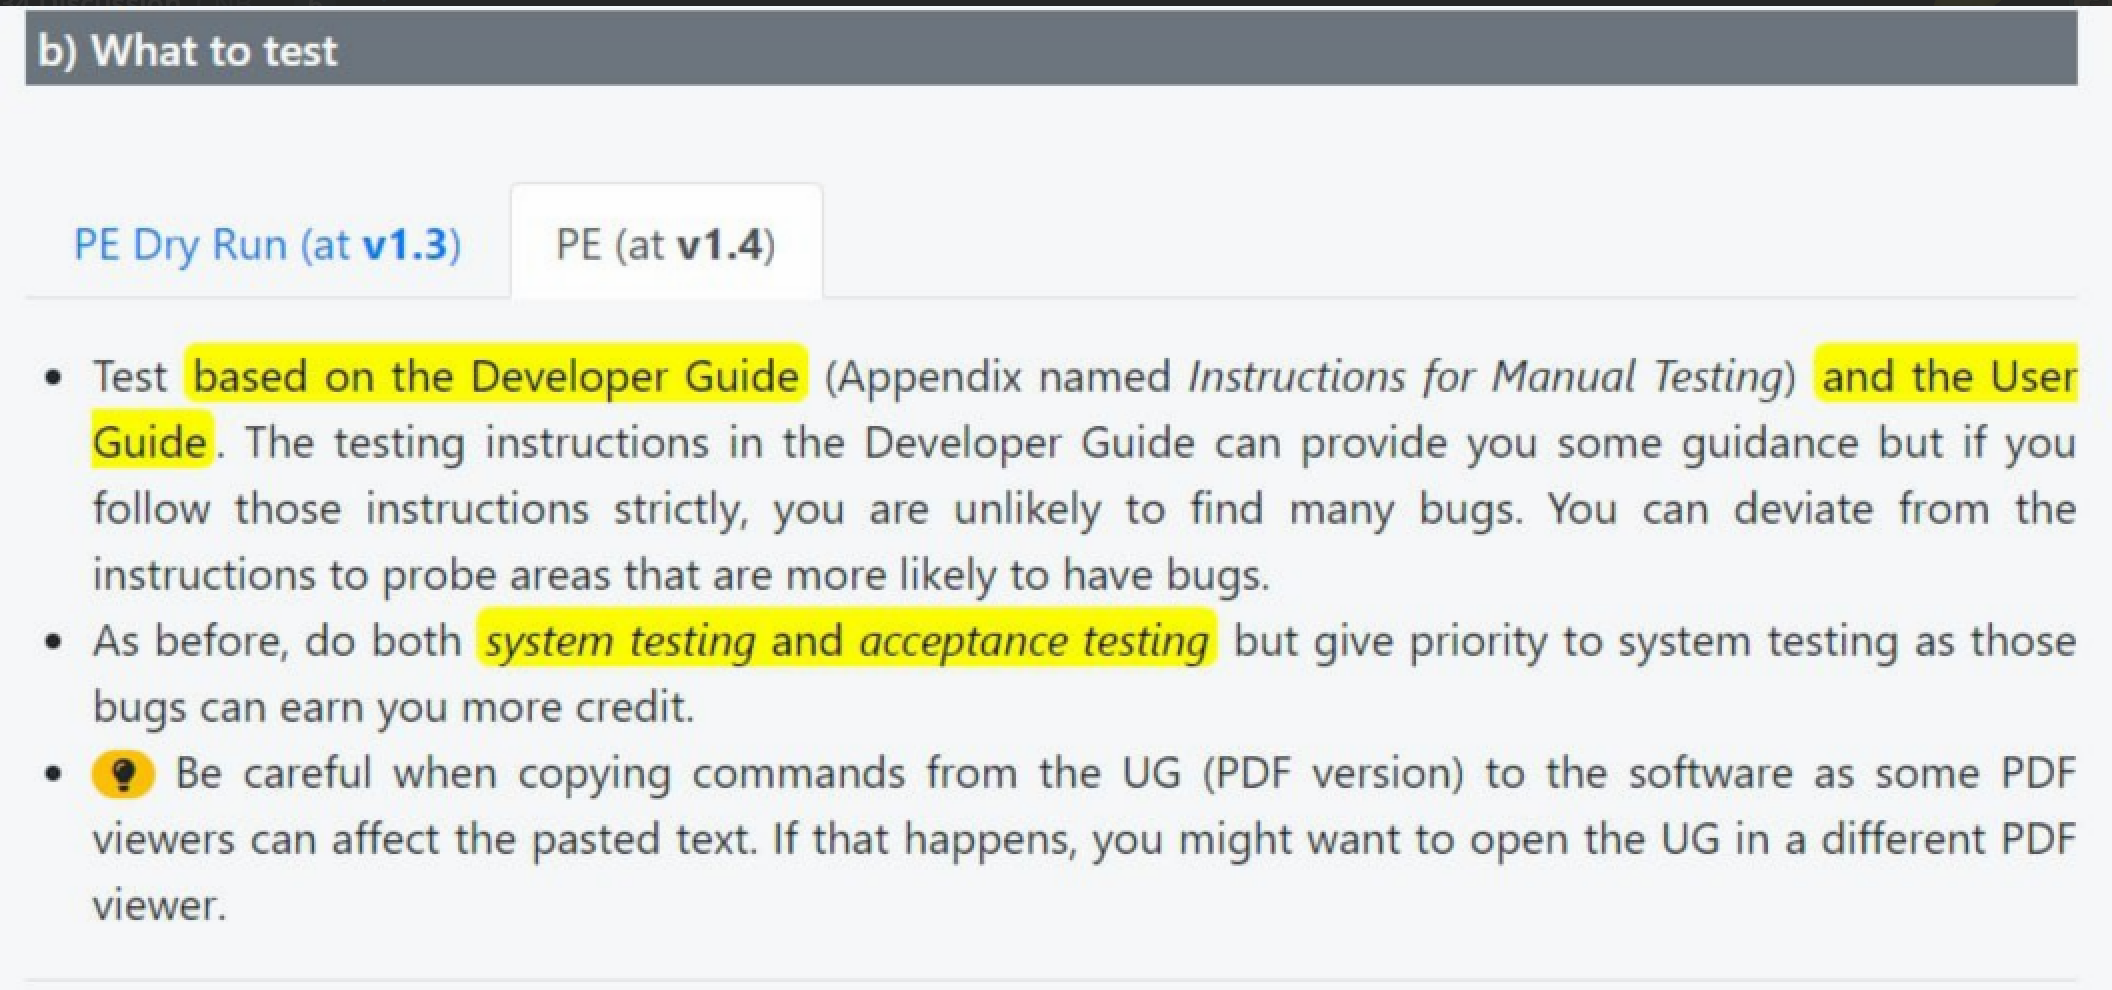 b) What to test
PE Dry Run (at v1.3)
PE (at v1.4)
Test based on the Developer Guide (Appendix named Instructions for Manual Testing) and the User
Guide. The testing instructions in the Developer Guide can provide you some guidance but if you
follow those instructions strictly, you are unlikely to find many bugs. You can deviate from the
instructions to probe areas that are more likely to have bugs.
As before, do both system testing and acceptance testing but give priority to system testing as those
bugs can earn you more credit.
Be careful when copying commands from the UG (PDF version) to the software as some PDF
viewers can affect the pasted text. If that happens, you might want to open the UG in a different PDF
viewer.